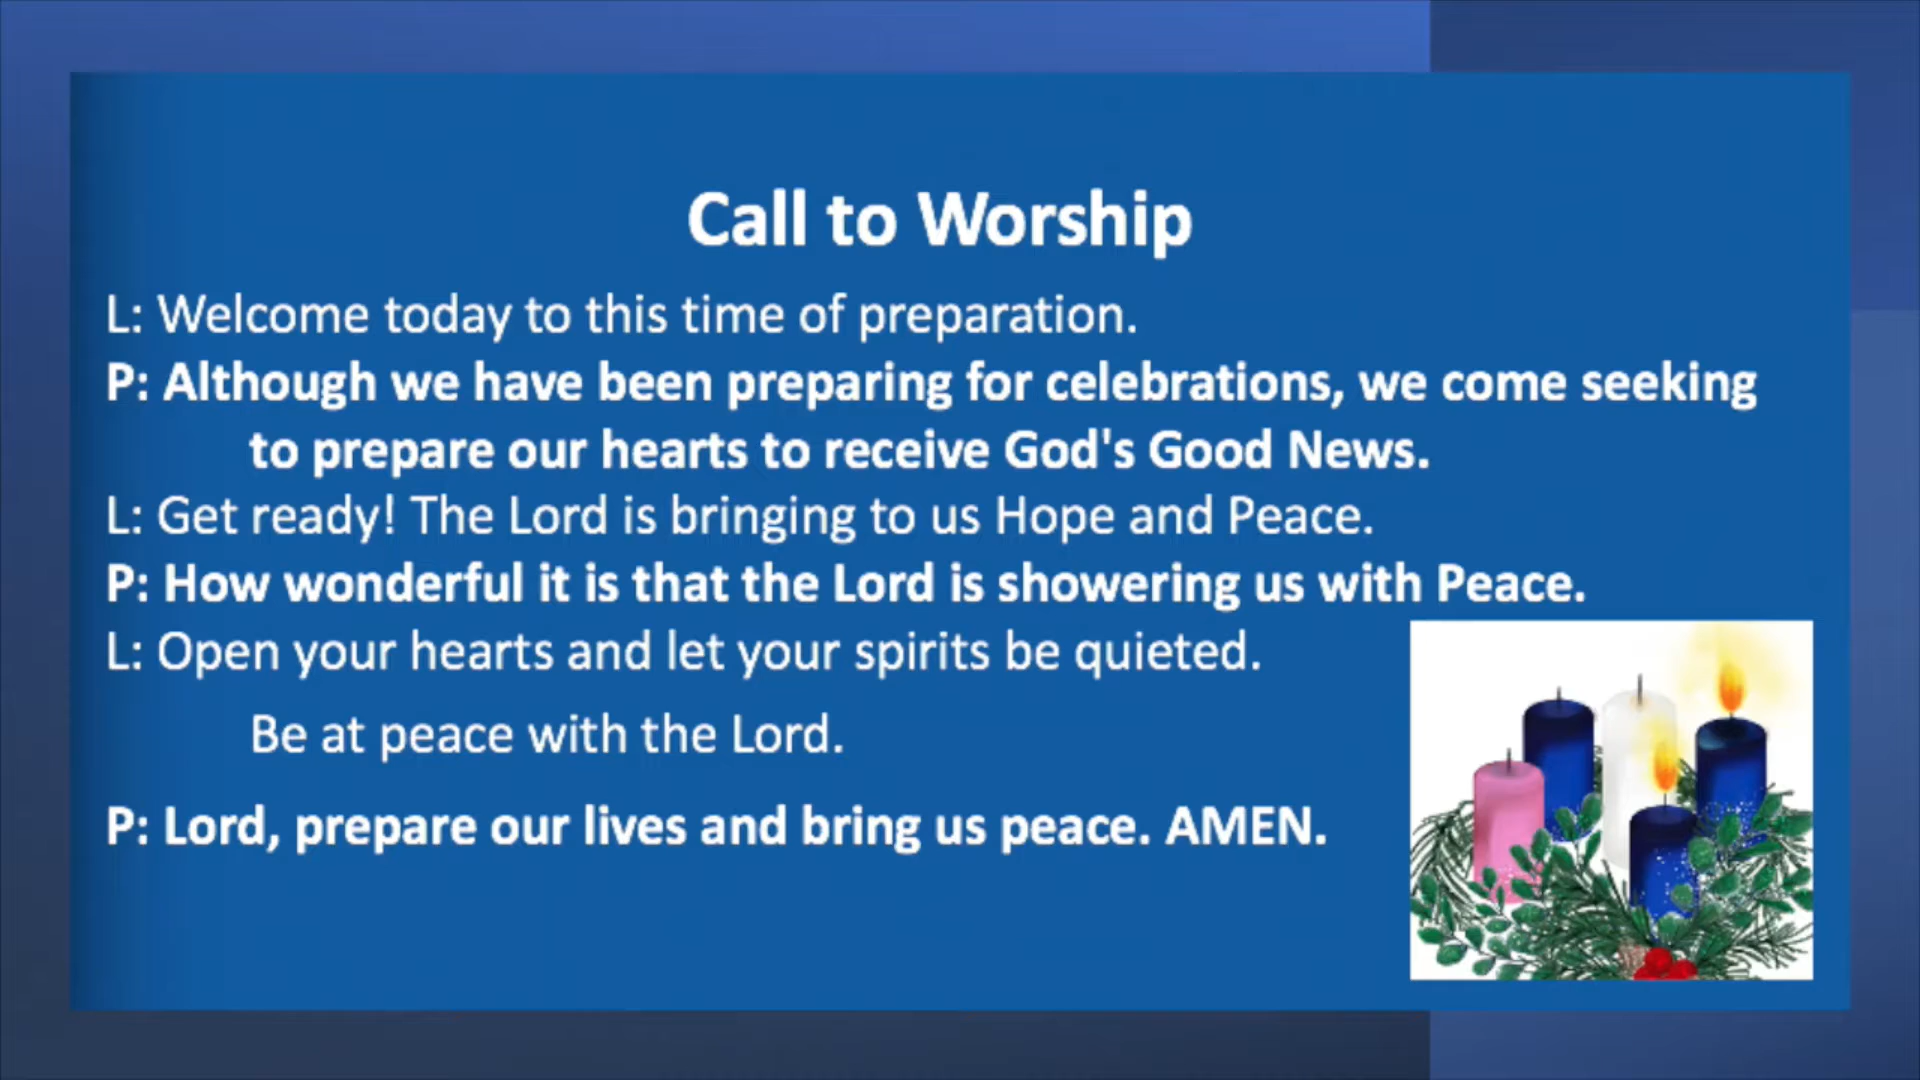 Call to Worship
L: Welcome today to this time of preparation.
P: Although we have been preparing for celebrations, we come seeking
to prepare our hearts to receive God's Good News.
L: Get ready! The Lord is bringing to us Hope and Peace.
P: How wonderful it is that the Lord is showering us with Peace.
L: Open your hearts and let your spirits be quieted.
Be at peace with the Lord.
P: Lord, prepare our lives and bring us peace. AMEN.